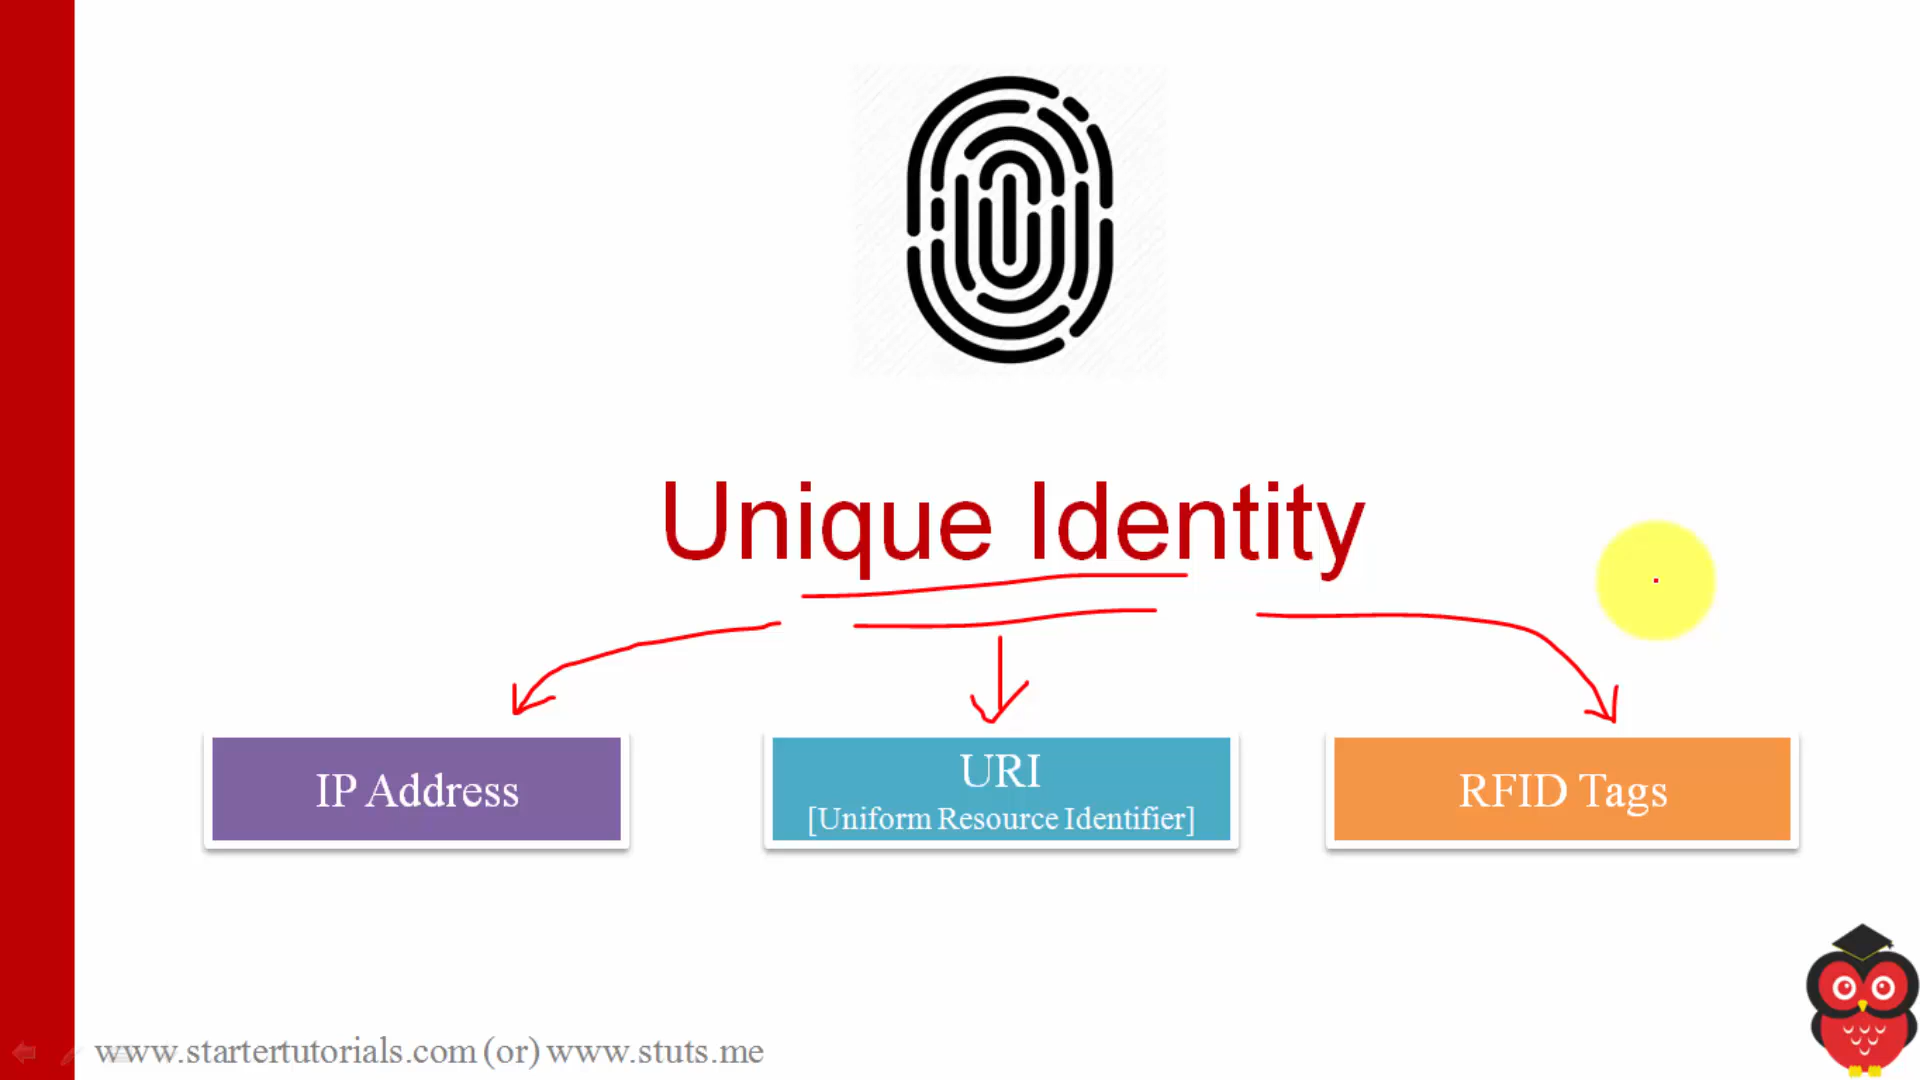 Unique Identity
IP Address
URI
[Uniform Resource Identifier]
RFID Tags
www.startertutorials.com (or) www.stuts.me